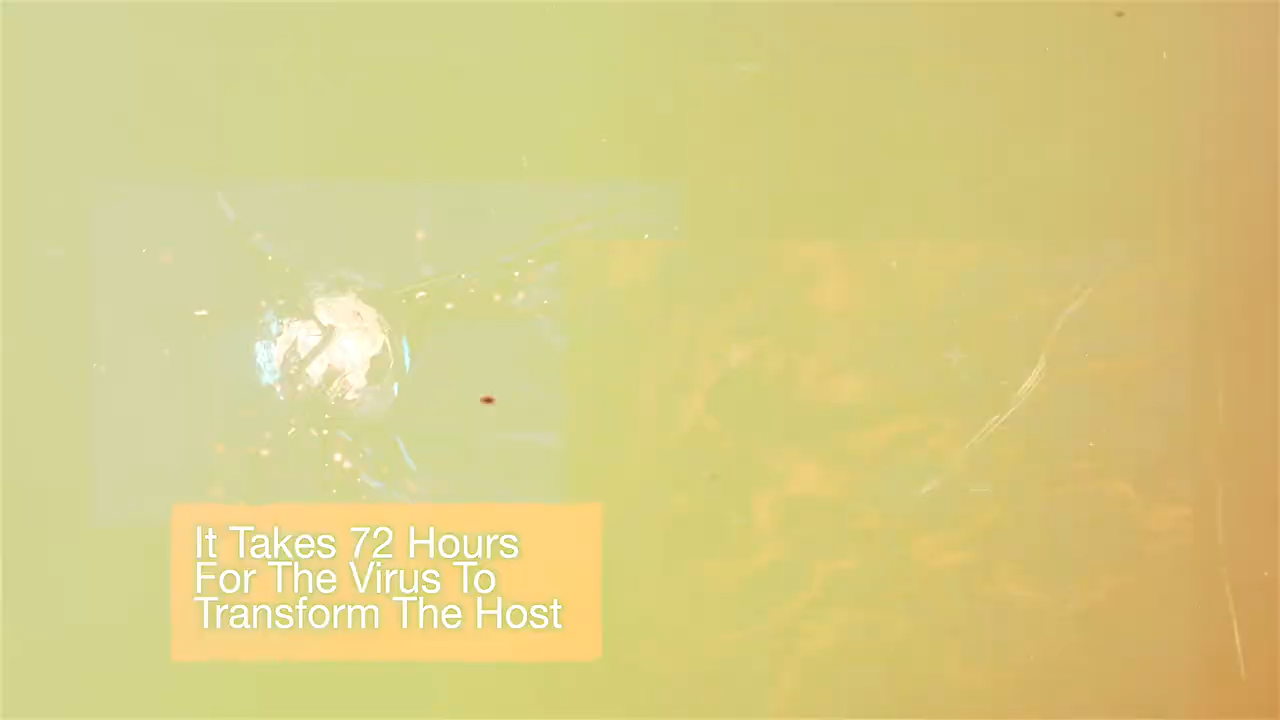 It Takes 72 Hours
For The Virus To
Transform The Host